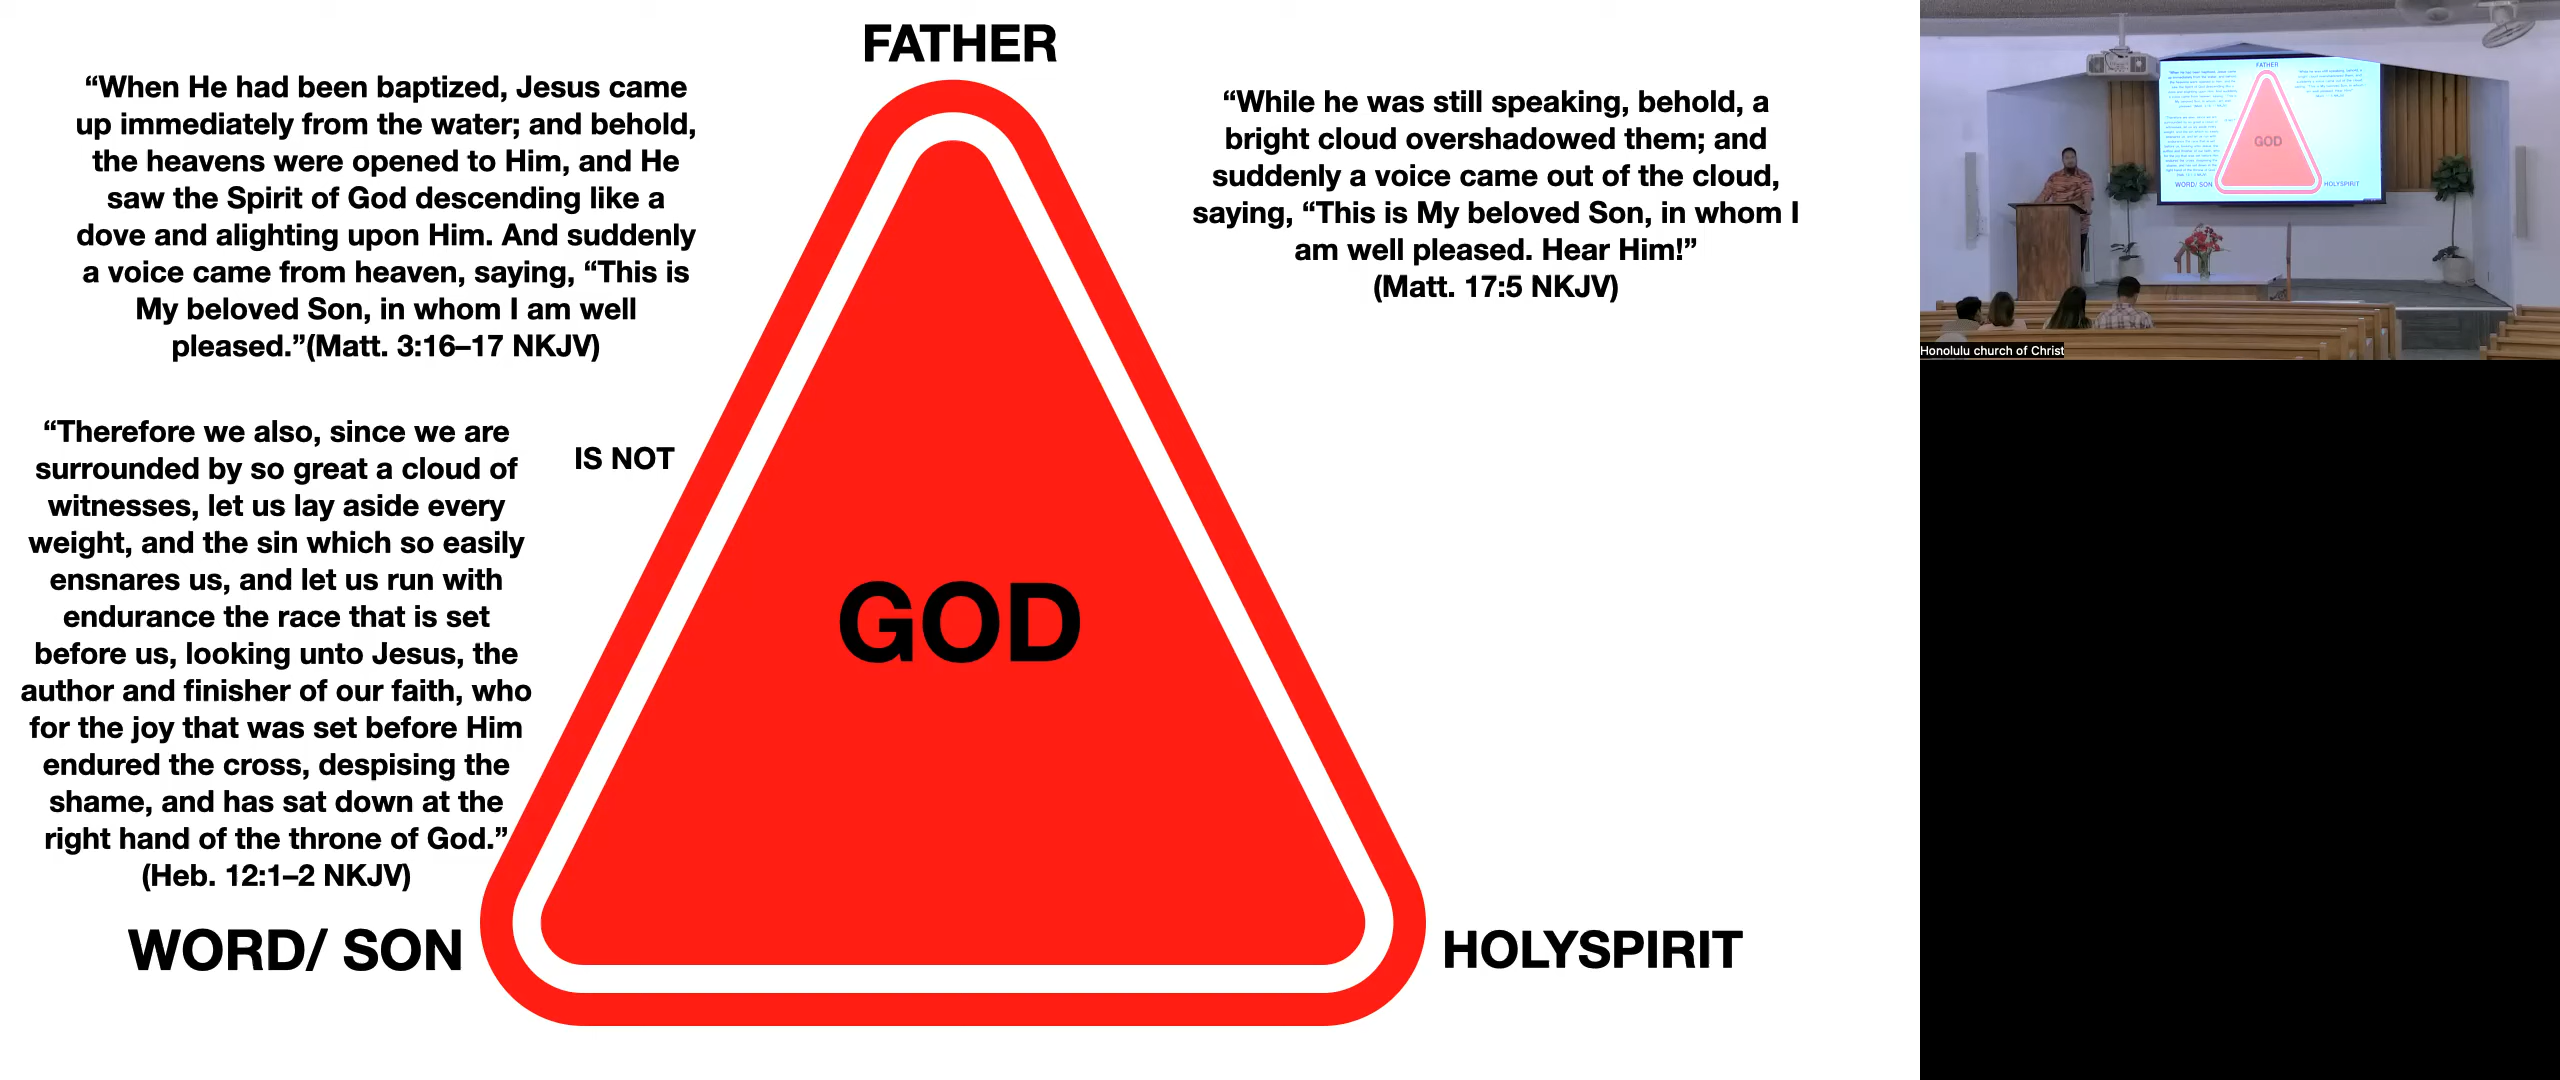 FATHER
“When He had been baptized, Jesus came
up immediately from the water; and behold,
the heavens were opened to Him, and He
saw the Spirit of God descending like a
dove and alighting upon Him. And suddenly
a voice came from heaven, saying, “This is
My beloved Son, in whom I am well
pleased.”(Matt. 3:16–17 NKJV)
“While he was still speaking, behold, a
bright cloud overshadowed them; and
suddenly a voice came out of the cloud,
saying, “This is My beloved Son, in whom I
am well pleased. Hear Him!”
(Matt. 17:5 NKJV)
“Therefore we also, since we are
surrounded by so great a cloud of
witnesses, let us lay aside every
weight, and the sin which so easily
ensnares us, and let us run with
endurance the race that is set
before us, looking unto Jesus, the
author and finisher of our faith, who
for the joy that was set before Him
endured the cross, despising the
shame, and has sat down at the
right hand of the throne of God.”
(Heb. 12:1–2 NKJV)
IS NOT
GOD
WORD/ SON
HOLYSPIRIT
FATHER
GOD
WORD/ SON
HOLYSPIRIT
Honolulu church of Christ